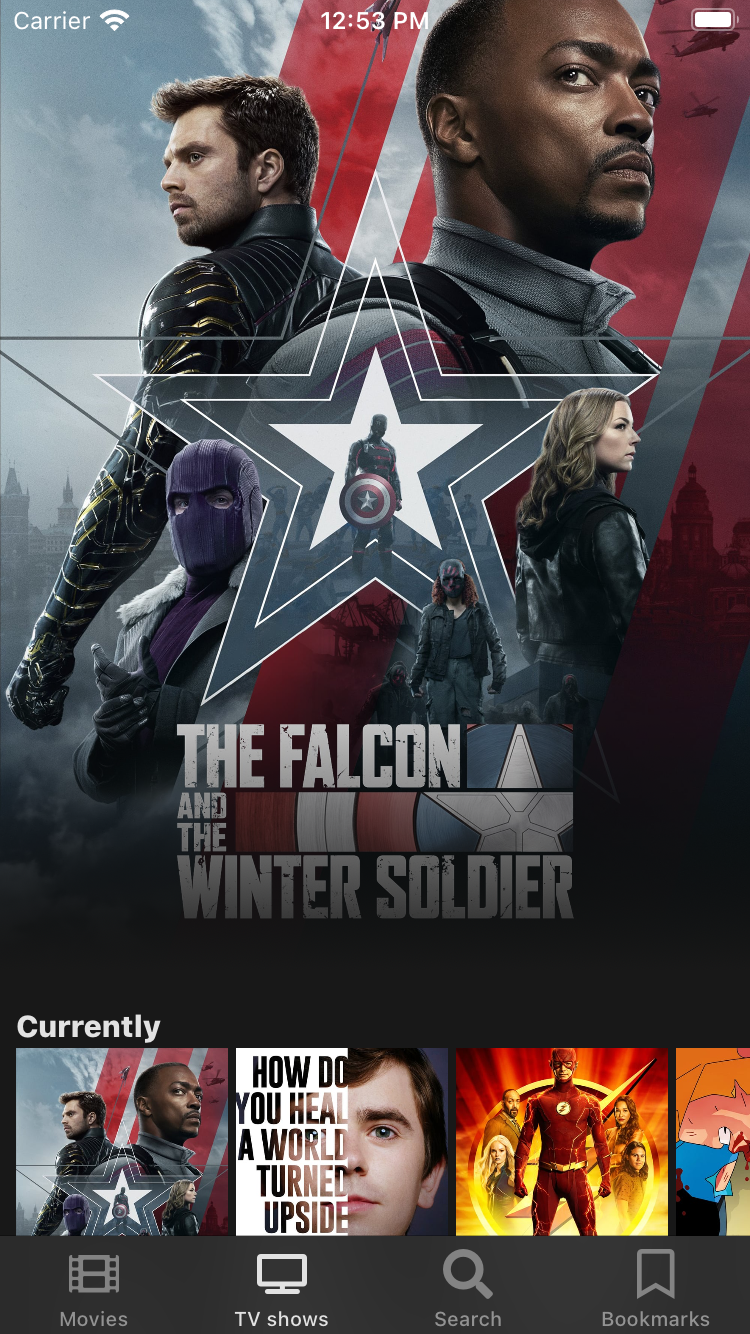 Carrier 12:53 PM
THE FALCON
AND
THE
WINTER SOLDIER
Currently
HOW DO
YOU HEAL
A WORLD
TURNED
UPSIDE
Movies TV shows Search Bookmarks